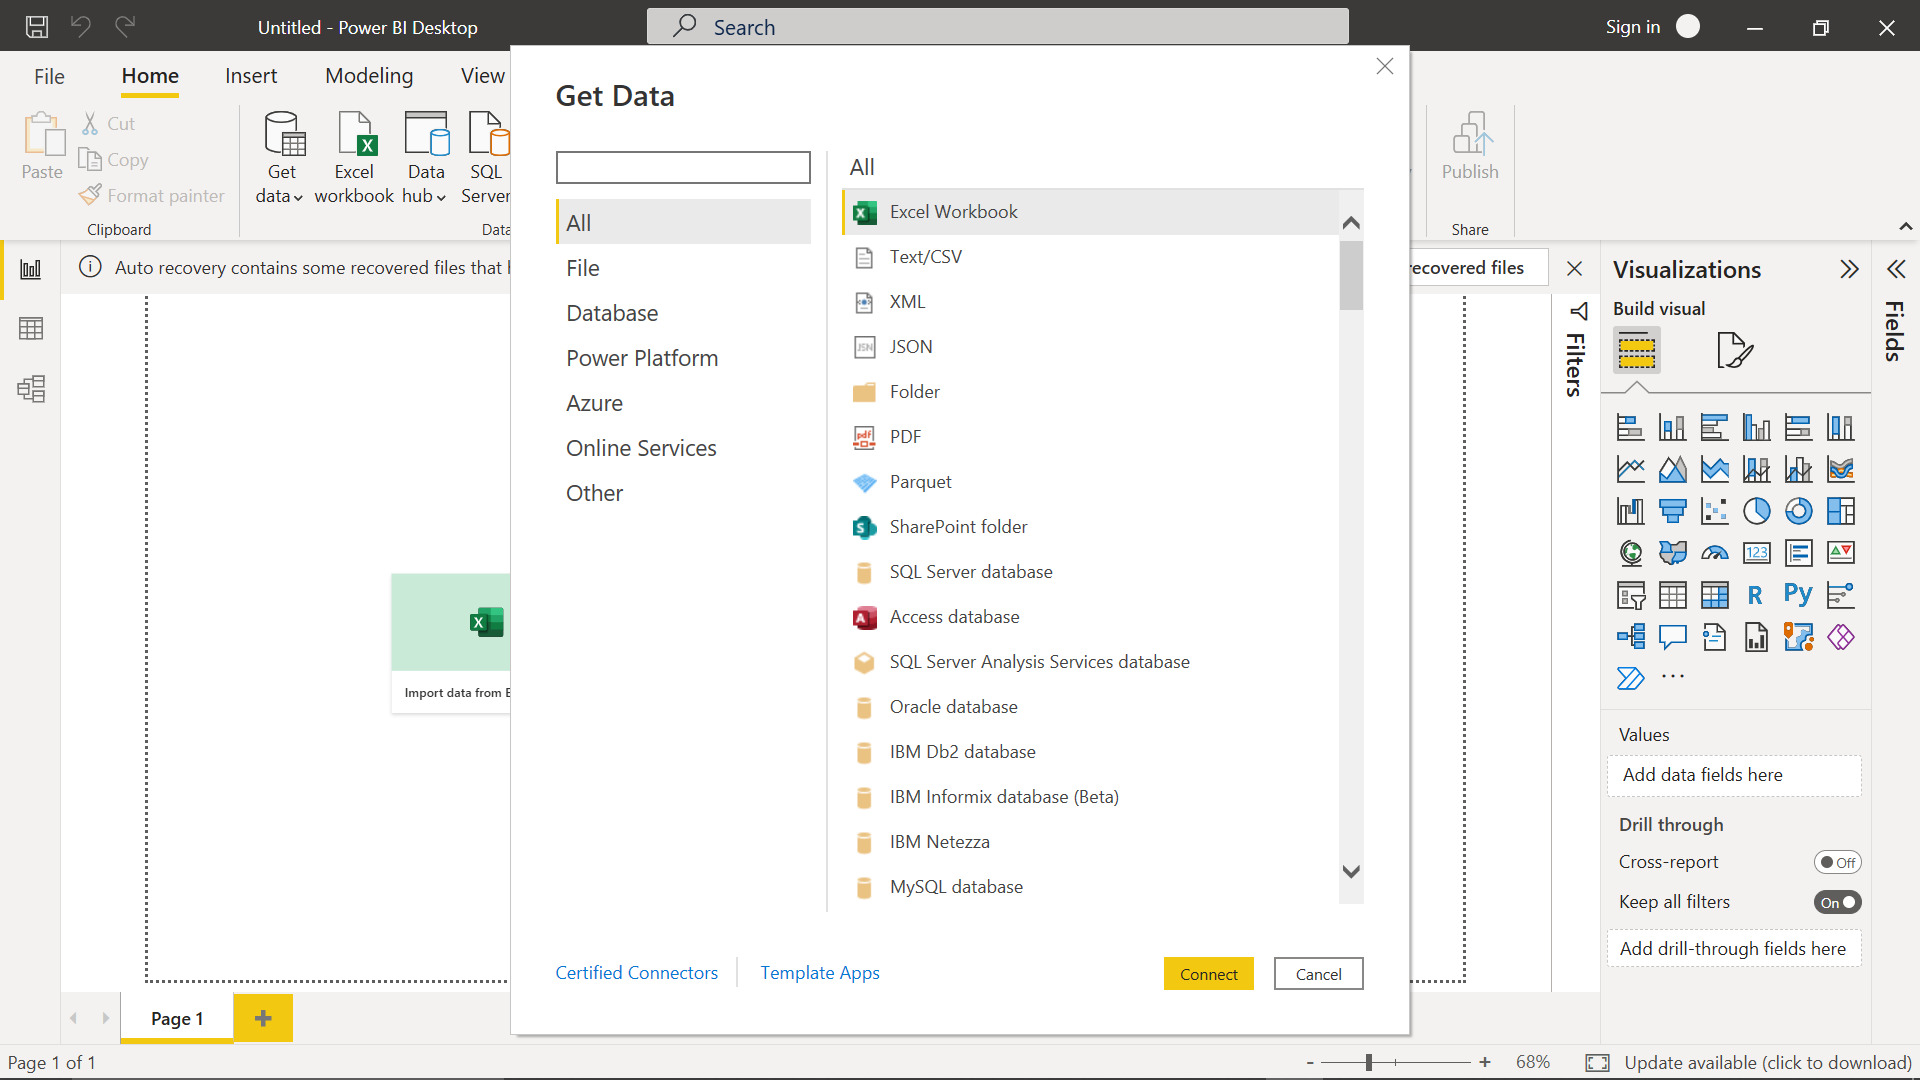 Untitled - Power BI Desktop
Search
Sign in
File
Home
Insert
Modeling
View
Paste
Cut
Copy
Format painter
Clipboard
Get
data
Excel
workbook
Data
hub
SQL
Server
Data
Publish
Share
Auto recovery contains some recovered files that
recovered files
Get Data
All
File
Database
Power Platform
Azure
Online Services
Other
All
Excel Workbook
Text/CSV
XML
JSON
Folder
PDF
Parquet
SharePoint folder
SQL Server database
Access database
SQL Server Analysis Services database
Oracle database
IBM Db2 database
IBM Informix database (Beta)
IBM Netezza
MySQL database
Certified Connectors
Template Apps
Connect
Cancel
Import data from E
Filters
Visualizations
Build visual
123
R
Py
...
Values
Add data fields here
Drill through
Cross-report
Off
Keep all filters
On
Add drill-through fields here
Fields
Page 1
+
Page 1 of 1
-
+
68%
Update available (click to download)